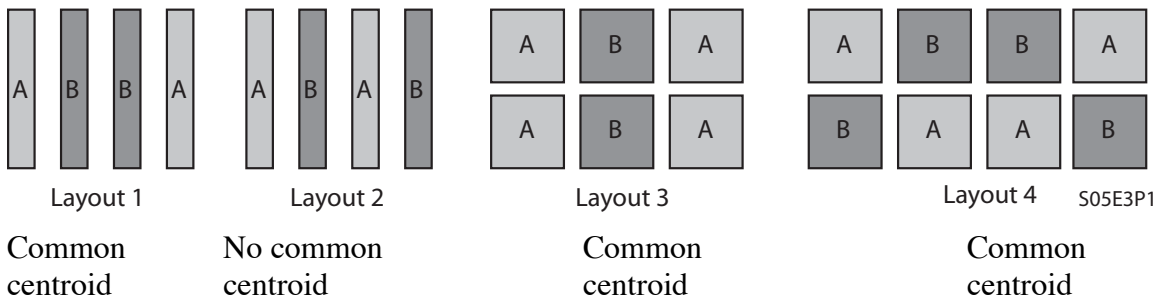 A B B A
A B A B
A B A
A B A
A B B A
B A A B
Layout 1
Layout 2
Layout 3
Layout 4
S05E3P1
Common
centroid
No common
centroid
Common
centroid
Common
centroid